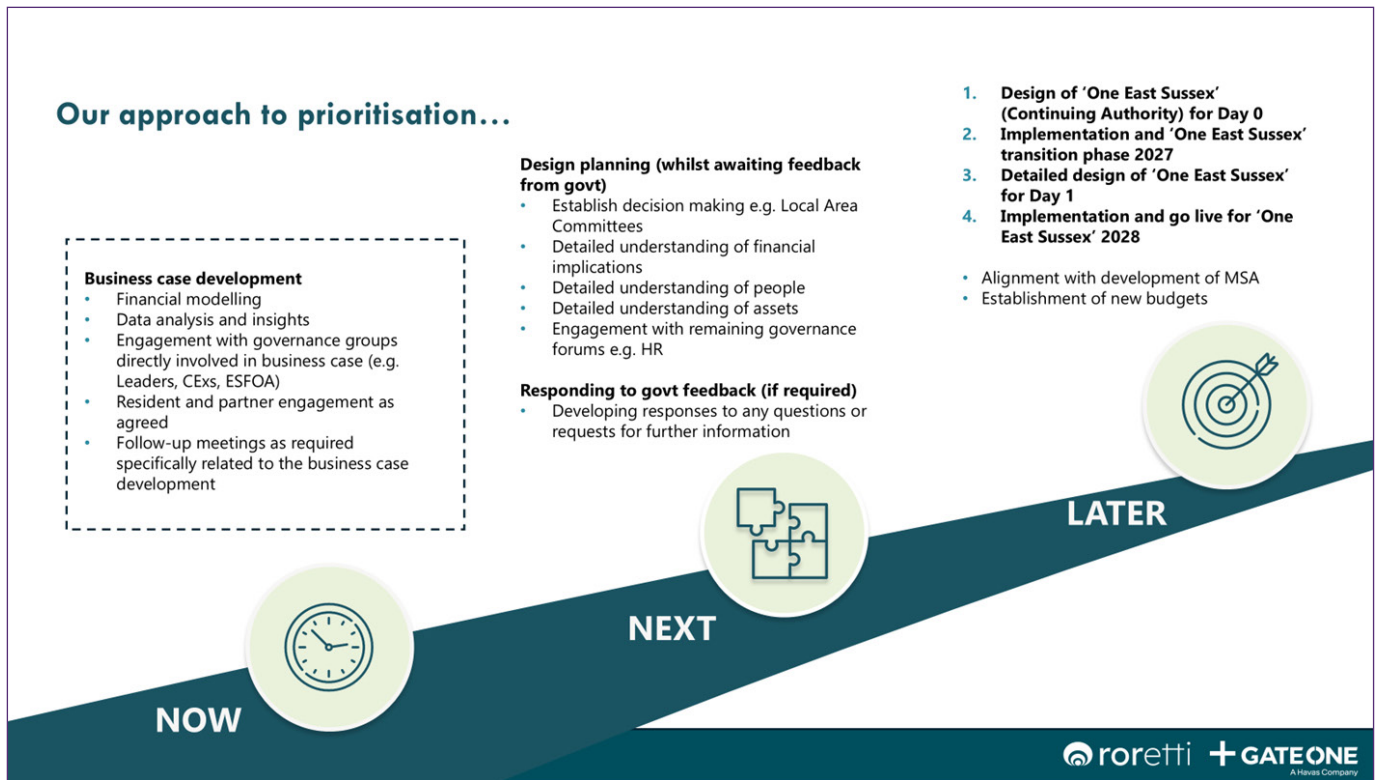 Our approach to prioritisation...
Business case development
• Financial modelling
• Data analysis and insights
• Engagement with governance groups
directly involved in business case (e.g.
Leaders, CExs, ESFOA)
• Resident and partner engagement as
agreed
• Follow-up meetings as required
specifically related to the business case
development
NOW
Design planning (whilst awaiting feedback
from govt)
• Establish decision making e.g. Local Area
Committees
• Detailed understanding of financial
implications
• Detailed understanding of people
• Detailed understanding of assets
• Engagement with remaining governance
forums e.g. HR
Responding to govt feedback (if required)
• Developing responses to any questions or
requests for further information
NEXT
1. Design of ‘One East Sussex’
(Continuing Authority) for Day 0
2. Implementation and ‘One East Sussex’
transition phase 2027
3. Detailed design of ‘One East Sussex’
for Day 1
4. Implementation and go live for ‘One
East Sussex’ 2028
• Alignment with development of MSA
• Establishment of new budgets
LATER
roretti
GATEONE
A Havas Company